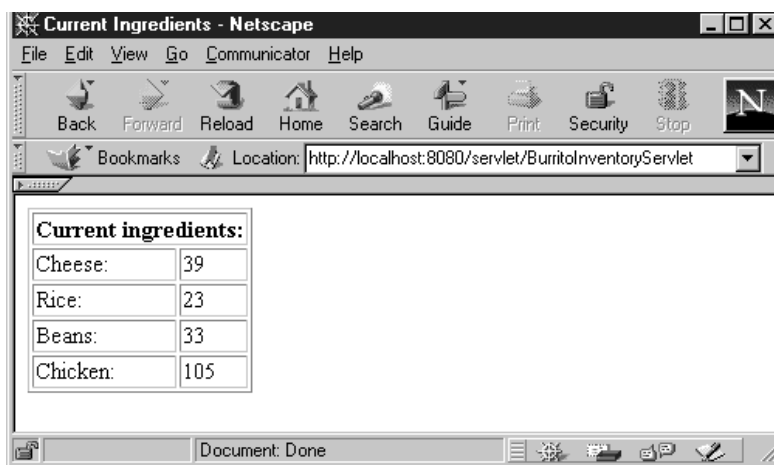 Current Ingredients - Netscape
File Edit View Go Communicator Help
Back Forward Reload Home Search Guide Print Security Stop
N
Bookmarks Location: http://localhost:8080/servlet/BurritoInventoryServlet
Current ingredients:
Cheese: 39
Rice: 23
Beans: 33
Chicken: 105
Document: Done